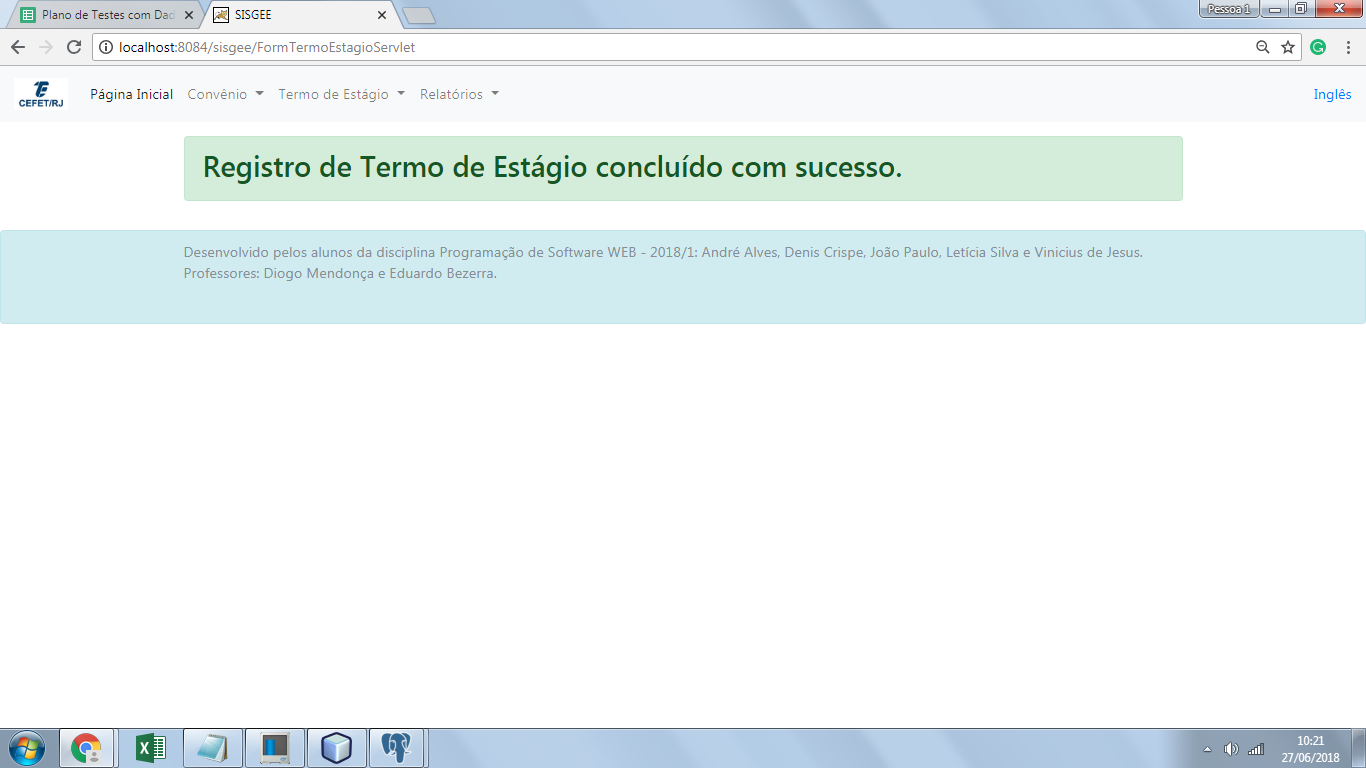 Plano de Testes com Dad
SISGEE
Pessoa 1
localhost:8084/sisgee/FormTermoEstagioServlet
CEFET/RJ
Página Inicial
Convênio
Termo de Estágio
Relatórios
Inglês
Registro de Termo de Estágio concluído com sucesso.
Desenvolvido pelos alunos da disciplina Programação de Software WEB - 2018/1: André Alves, Denis Crispe, João Paulo, Letícia Silva e Vinicius de Jesus.
Professores: Diogo Mendonça e Eduardo Bezerra.
10:21
27/06/2018